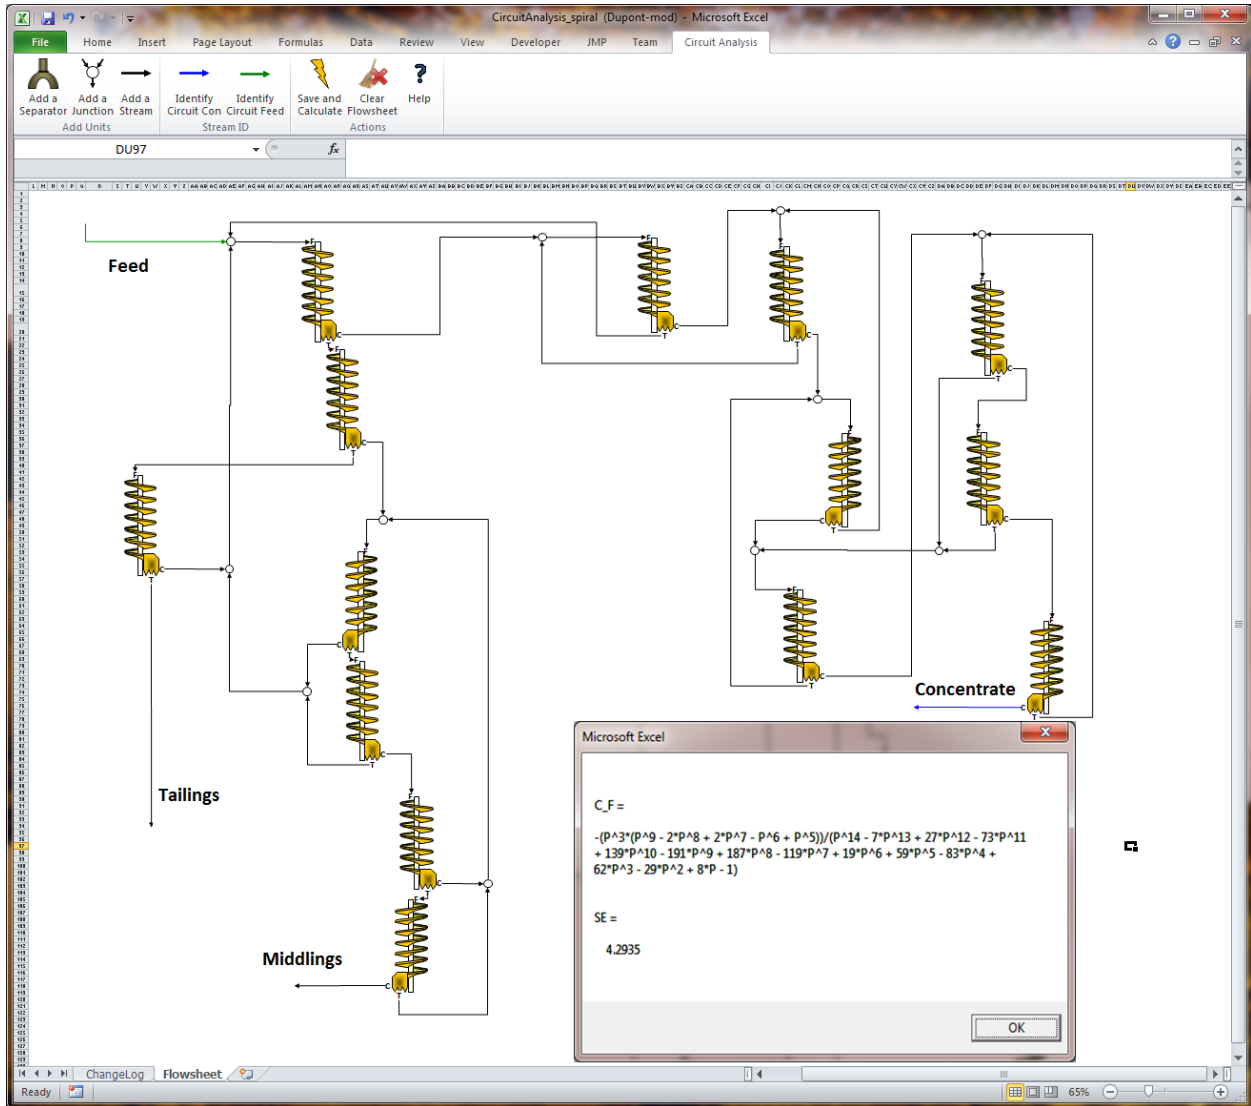 CircuitAnalysis_spiral (Dupont-mod) - Microsoft Excel
File Home Insert Page Layout Formulas Data Review View Developer JMP Team Circuit Analysis
Add a Separator
Add a Junction
Add a Stream
Identify Circuit Con
Identify Circuit Feed
Save and Calculate
Clear Flowsheet
Help
Add Units
Stream ID
Actions
DU97
fx
Feed
Tailings
Middlings
Concentrate
Microsoft Excel
C_F =
-(P^3*(P^9 - 2*P^8 + 2*P^7 - P^6 + P^5))/(P^14 - 7*P^13 + 27*P^12 - 73*P^11
+ 139*P^10 - 191*P^9 + 187*P^8 - 119*P^7 + 19*P^6 + 59*P^5 - 83*P^4 +
62*P^3 - 29*P^2 + 8*P - 1)
SE =
4.2935
OK
ChangeLog Flowsheet
Ready
65%